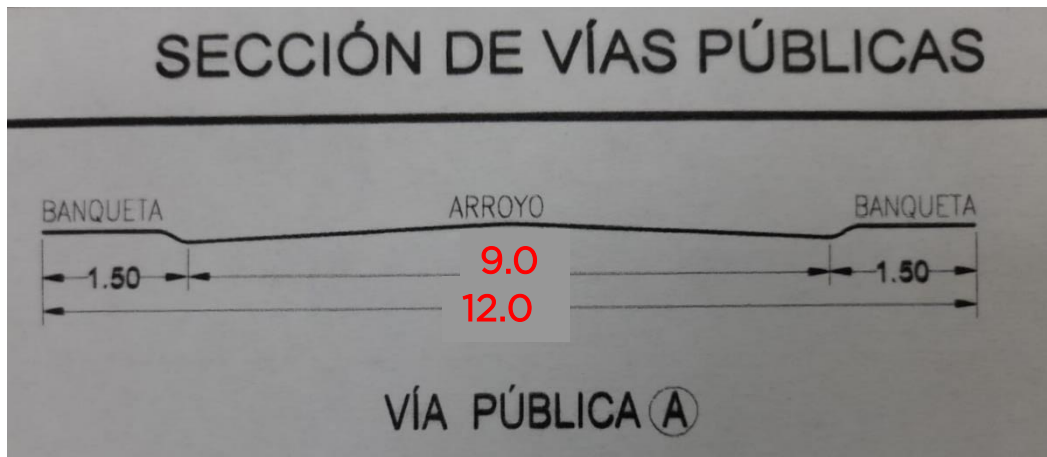 SECCIÓN DE VÍAS PÚBLICAS
BANQUETA ARROYO BANQUETA
1.50 9.0 1.50
12.0
VÍA PÚBLICA A